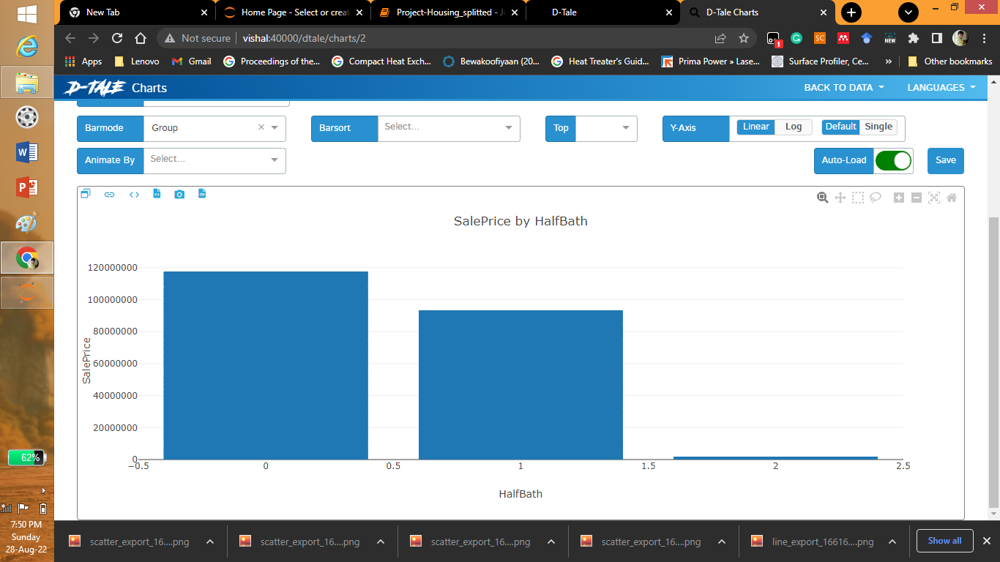 New Tab
Home Page - Select or creat
Project-Housing_splitted - Ju
D-Tale
D-Tale Charts
Not secure | vishal:40000/dtale/charts/2
1
SC
NEW
Apps
Lenovo
Gmail
Proceedings of the...
Compact Heat Exch...
Bewakoofiyaan (20...
Heat Treater's Guid...
Prima Power » Lase...
Surface Profiler, Ce...
»
Other bookmarks
D-TALE Charts
BACK TO DATA
LANGUAGES
Barmode Group
Barsort Select...
Top
Y-Axis Linear Log Default Single
Animate By Select...
Auto-Load
Save
SalePrice by HalfBath
120000000
100000000
80000000
60000000
40000000
20000000
0
SalePrice
−0.5 0 0.5 1 1.5 2 2.5
HalfBath
62%
7:50 PM
Sunday
28-Aug-22
scatter_export_16....png
scatter_export_16....png
scatter_export_16....png
scatter_export_16....png
line_export_16616....png
Show all